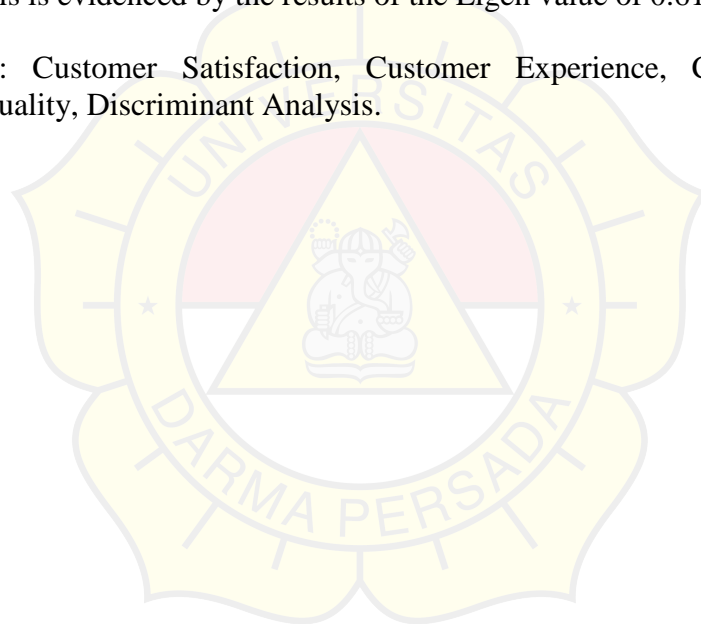 is is evidenced by the results of the Eigen value of 0.61
: Customer Satisfaction, Customer Experience, C
uality, Discriminant Analysis.
UNIVERSITAS
DARMA PERSADA